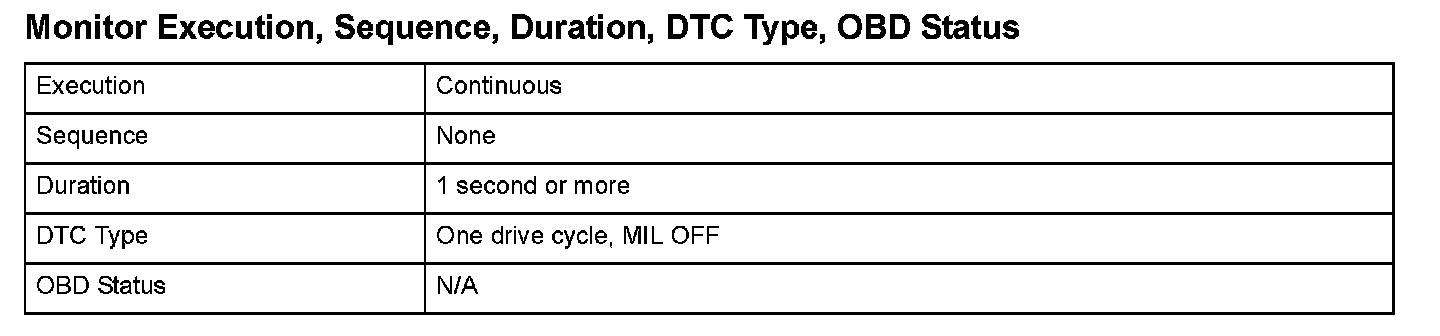 Monitor Execution, Sequence, Duration, DTC Type, OBD Status
Execution Continuous
Sequence None
Duration 1 second or more
DTC Type One drive cycle, MIL OFF
OBD Status N/A